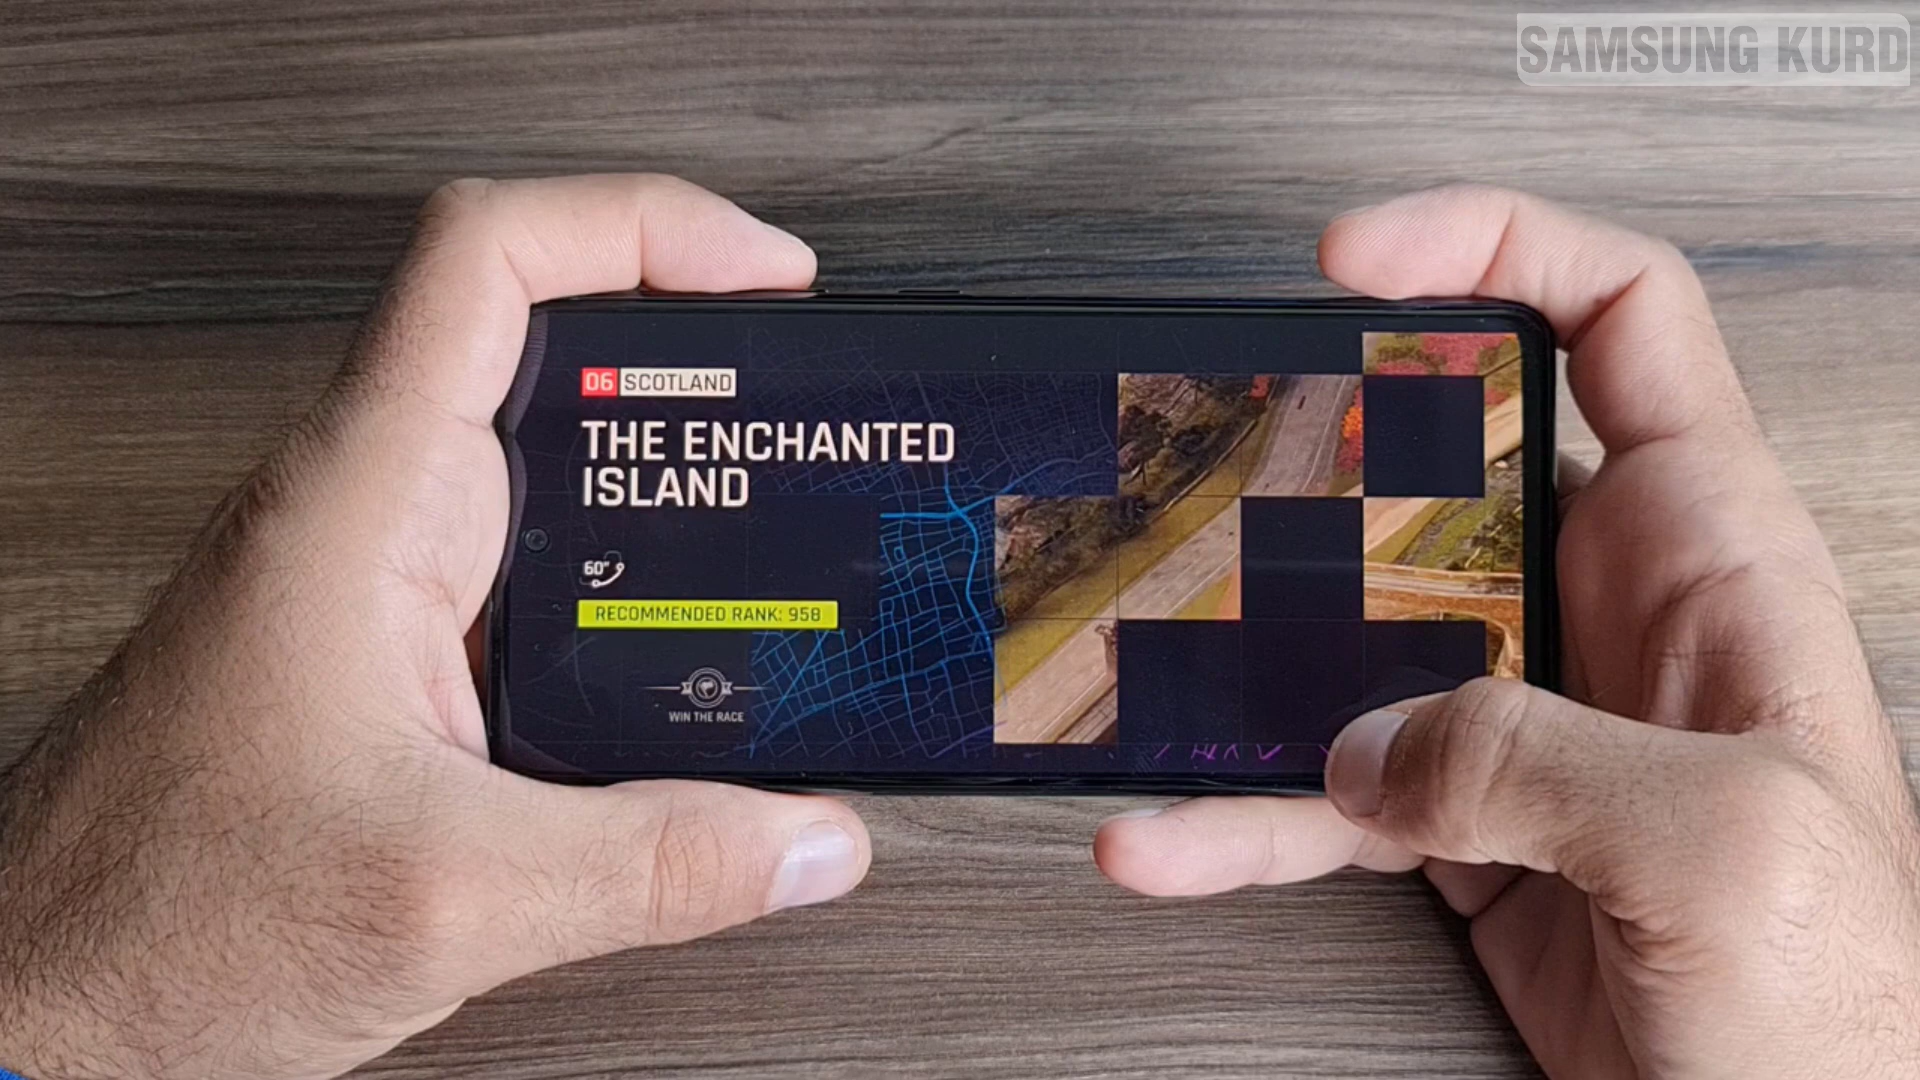 SAMSUNG KURD
06 SCOTLAND
THE ENCHANTED
ISLAND
60"
RECOMMENDED RANK: 958
WIN THE RACE